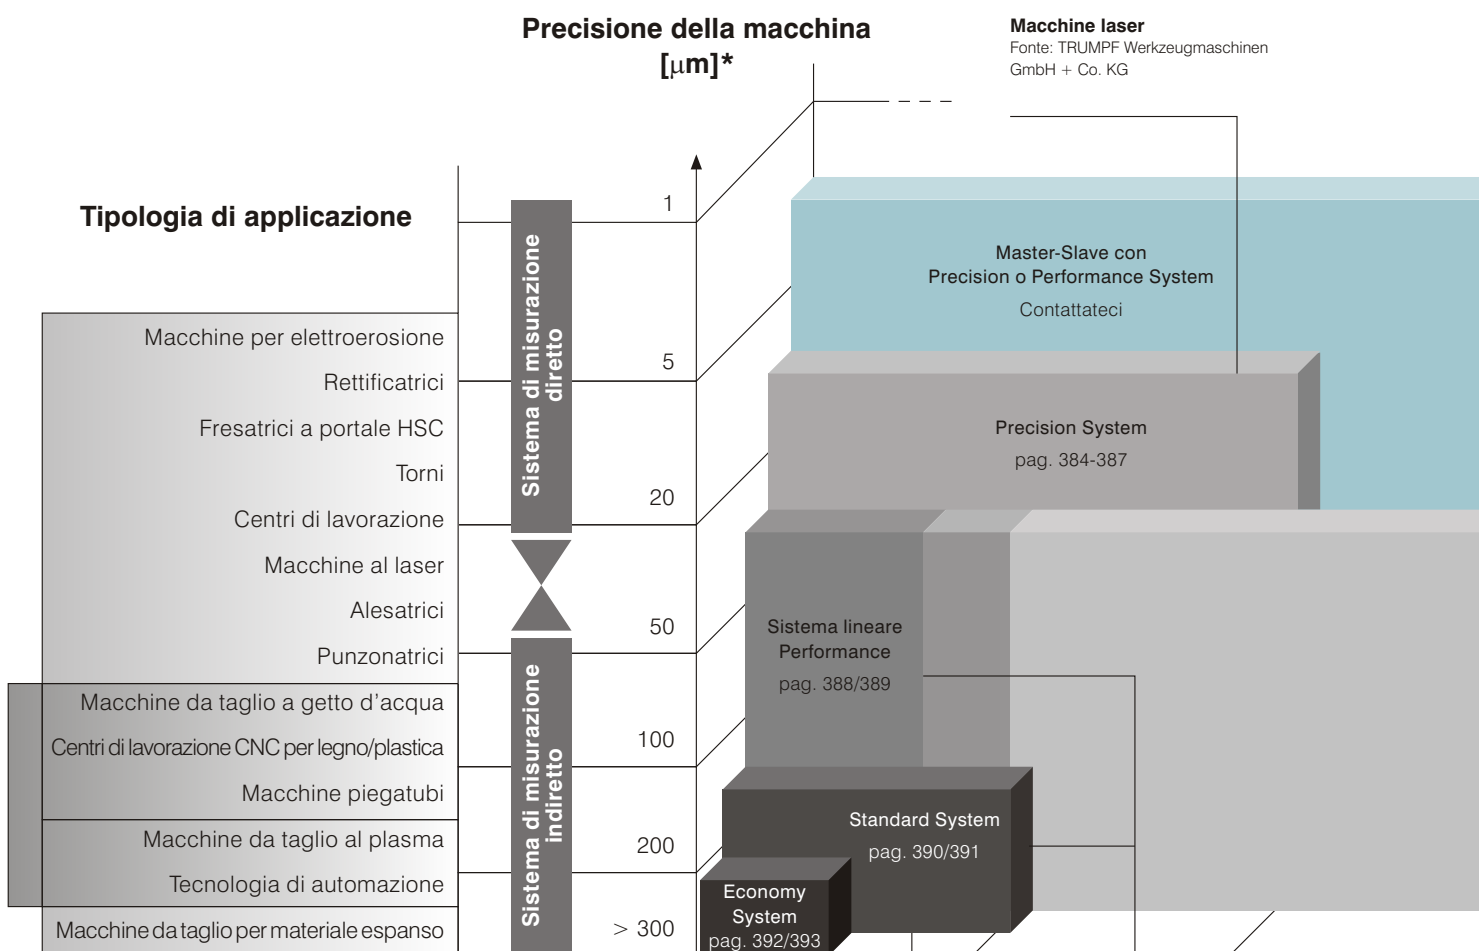 Precisione della macchina
[µm]*
Macchine laser
Fonte: TRUMPF Werkzeugmaschinen
GmbH + Co. KG
Tipologia di applicazione
Macchine per elettroerosione
Rettificatrici
Fresatrici a portale HSC
Torni
Centri di lavorazione
Macchine al laser
Alesatrici
Punzonatrici
Macchine da taglio a getto d'acqua
Centri di lavorazione CNC per legno/plastica
Macchine piegatubi
Macchine da taglio al plasma
Tecnologia di automazione
Macchine da taglio per materiale espanso
Sistema di misurazione
diretto
Sistema di misurazione
indiretto
1
5
20
50
100
200
> 300
Master-Slave con
Precision o Performance System
Contattateci
Precision System
pag. 384-387
Sistema lineare
Performance
pag. 388/389
Standard System
pag. 390/391
Economy
System
pag. 392/393